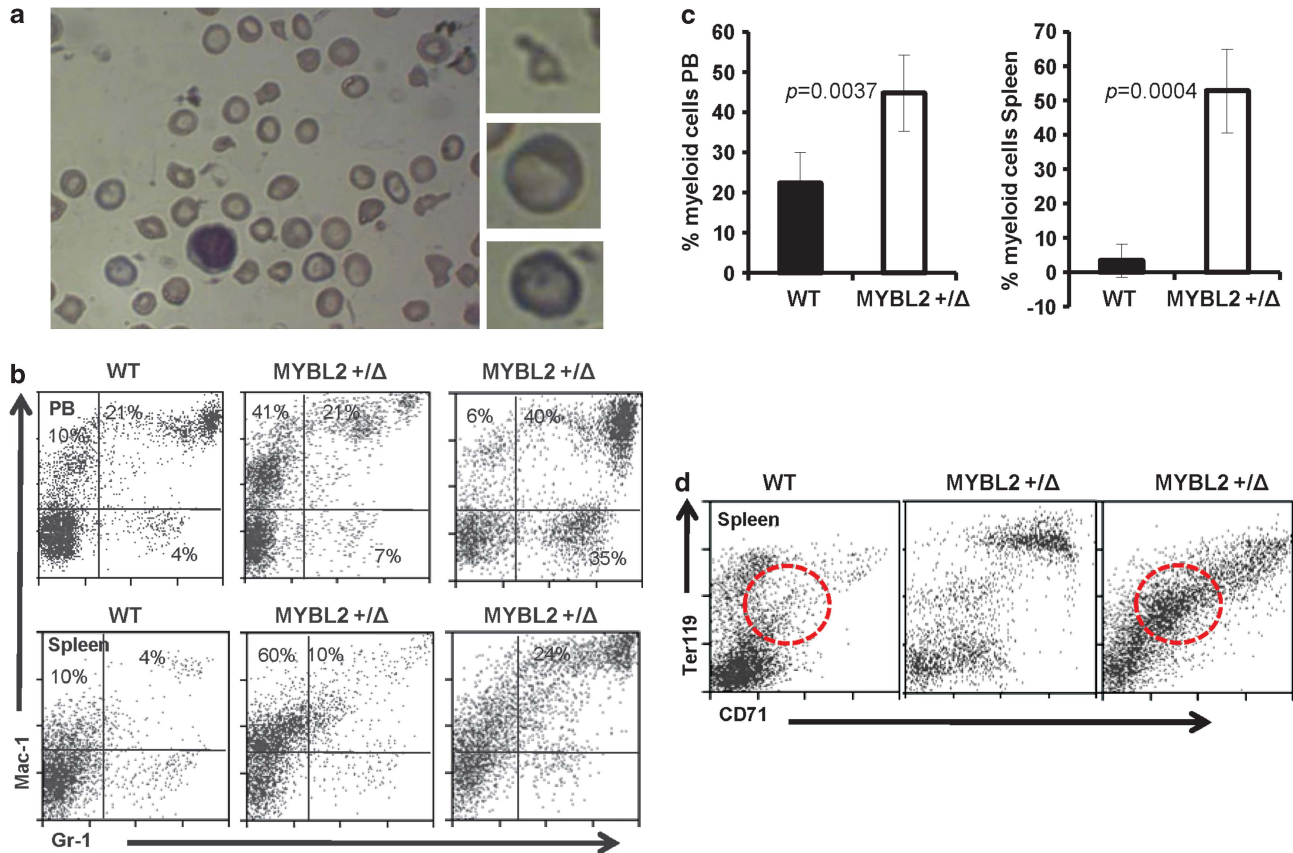 a
c
60
50
40
30
20
10
0
% myeloid cells PB
p=0.0037
WT
MYBL2 +/Δ
70
60
50
40
30
20
10
0
-10
% myeloid cells Spleen
p=0.0004
WT
MYBL2 +/Δ
b
WT
MYBL2 +/Δ
MYBL2 +/Δ
PB
21%
10%
4%
41%
21%
7%
6%
40%
35%
WT
MYBL2 +/Δ
MYBL2 +/Δ
Spleen
4%
10%
60%
10%
24%
Mac-1
Gr-1
d
WT
MYBL2 +/Δ
MYBL2 +/Δ
Spleen
Ter119
CD71